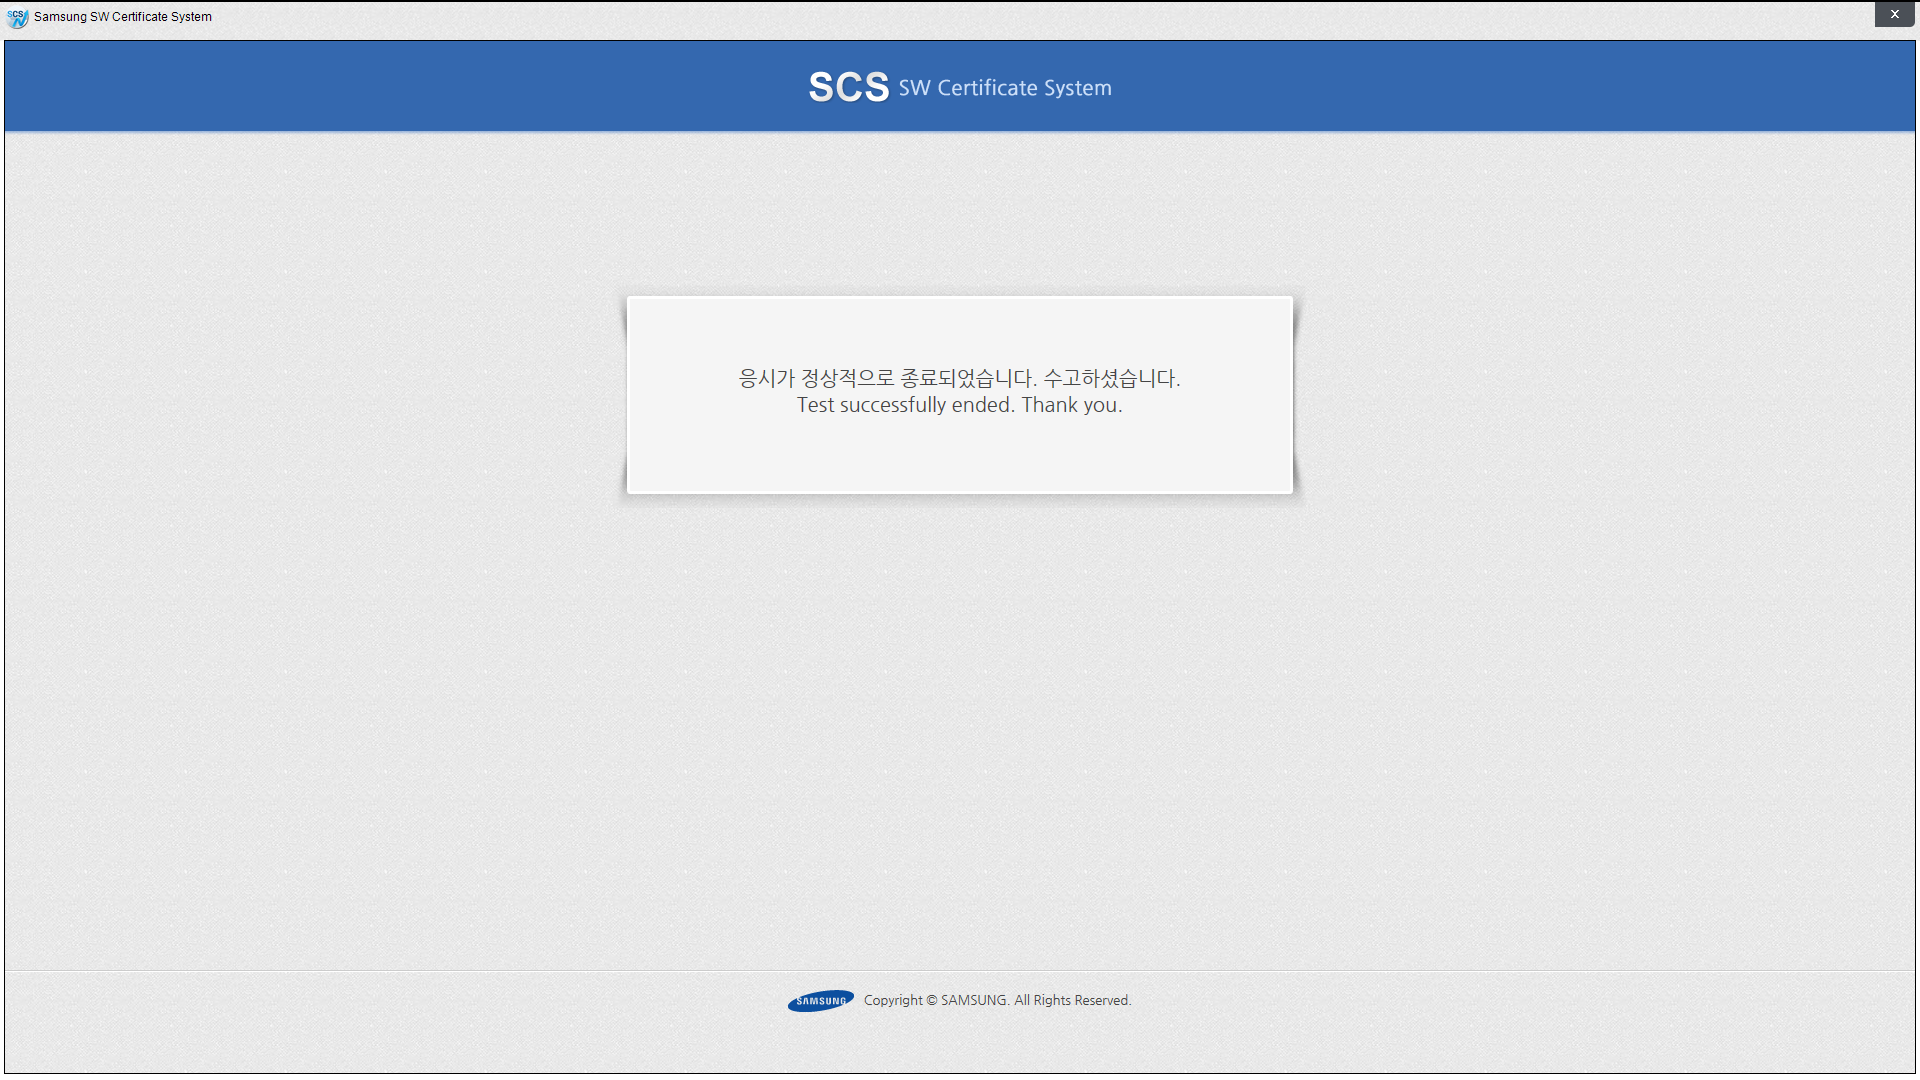 SCS
Samsung SW Certificate System
x
SCS SW Certificate System
응시가 정상적으로 종료되었습니다. 수고하셨습니다.
Test successfully ended. Thank you.
SAMSUNG Copyright © SAMSUNG. All Rights Reserved.